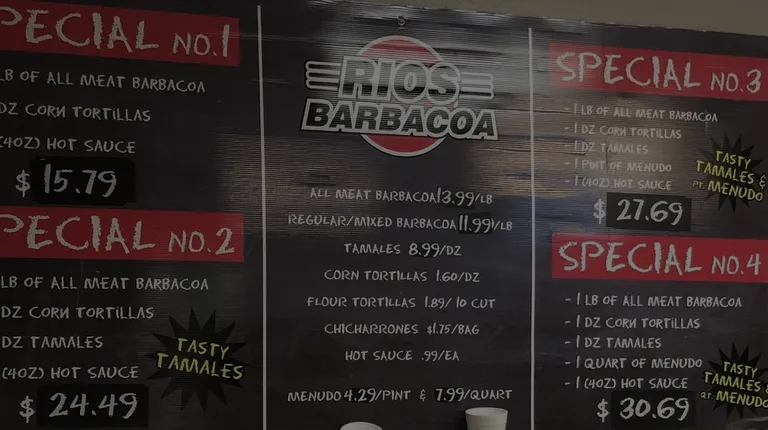 PECIAL NO.1
LB OF ALL MEAT BARBACOA
DZ CORN TORTILLAS
(4OZ) HOT SAUCE
$ 15.79
PECIAL NO.2
LB OF ALL MEAT BARBACOA
DZ CORN TORTILLAS
DZ TAMALES
(4OZ) HOT SAUCE
$ 24.49
TASTY
TAMALES
RIOS
BARBACOA
ALL MEAT BARBACOA 13.99/LB
REGULAR/MIXED BARBACOA 11.99/LB
TAMALES 8.99/DZ
CORN TORTILLAS 1.60/DZ
FLOUR TORTILLAS 1.89/ 10 CUT
CHICHARRONES $1.75/BAG
HOT SAUCE .99/EA
MENUDO 4.29/PINT & 7.99/QUART
SPECIAL NO.3
- 1 LB OF ALL MEAT BARBACOA
- 1 DZ CORN TORTILLAS
- 1 DZ TAMALES
- 1 PINT OF MENUDO
- 1 (4OZ) HOT SAUCE
$ 27.69
TASTY
TAMALES &
PT MENUDO
SPECIAL NO.4
- 1 LB OF ALL MEAT BARBACOA
- 1 DZ CORN TORTILLAS
- 1 DZ TAMALES
- 1 QUART OF MENUDO
- 1 (4OZ) HOT SAUCE
$ 30.69
TASTY
TAMALES &
QT MENUDO